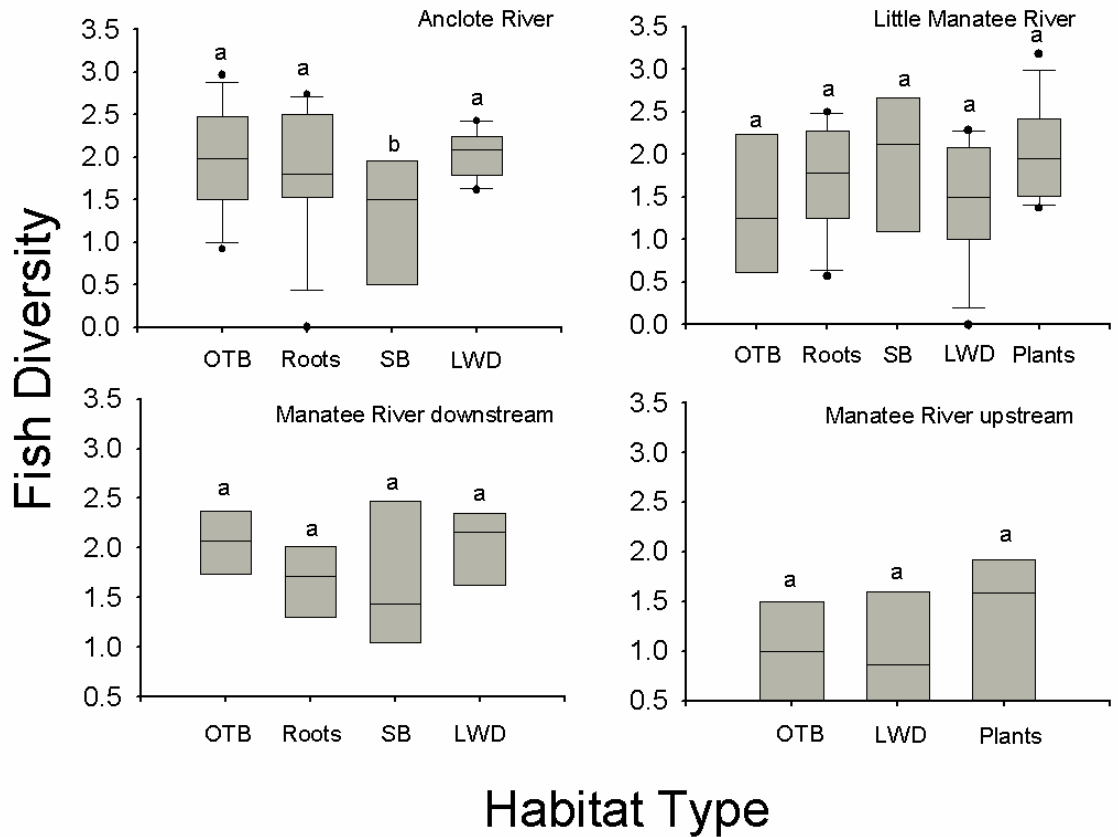 Fish Diversity
Anclote River
3.5
3.0
2.5
2.0
1.5
1.0
0.5
0.0
a
a
b
a
OTB Roots SB LWD
Little Manatee River
3.5
3.0
2.5
2.0
1.5
1.0
0.5
0.0
a
a
a
a
a
OTB Roots SB LWD Plants
Manatee River downstream
3.5
3.0
2.5
2.0
1.5
1.0
0.5
a
a
a
a
OTB Roots SB LWD
Manatee River upstream
3.5
3.0
2.5
2.0
1.5
1.0
0.5
a
a
a
OTB LWD Plants
Habitat Type